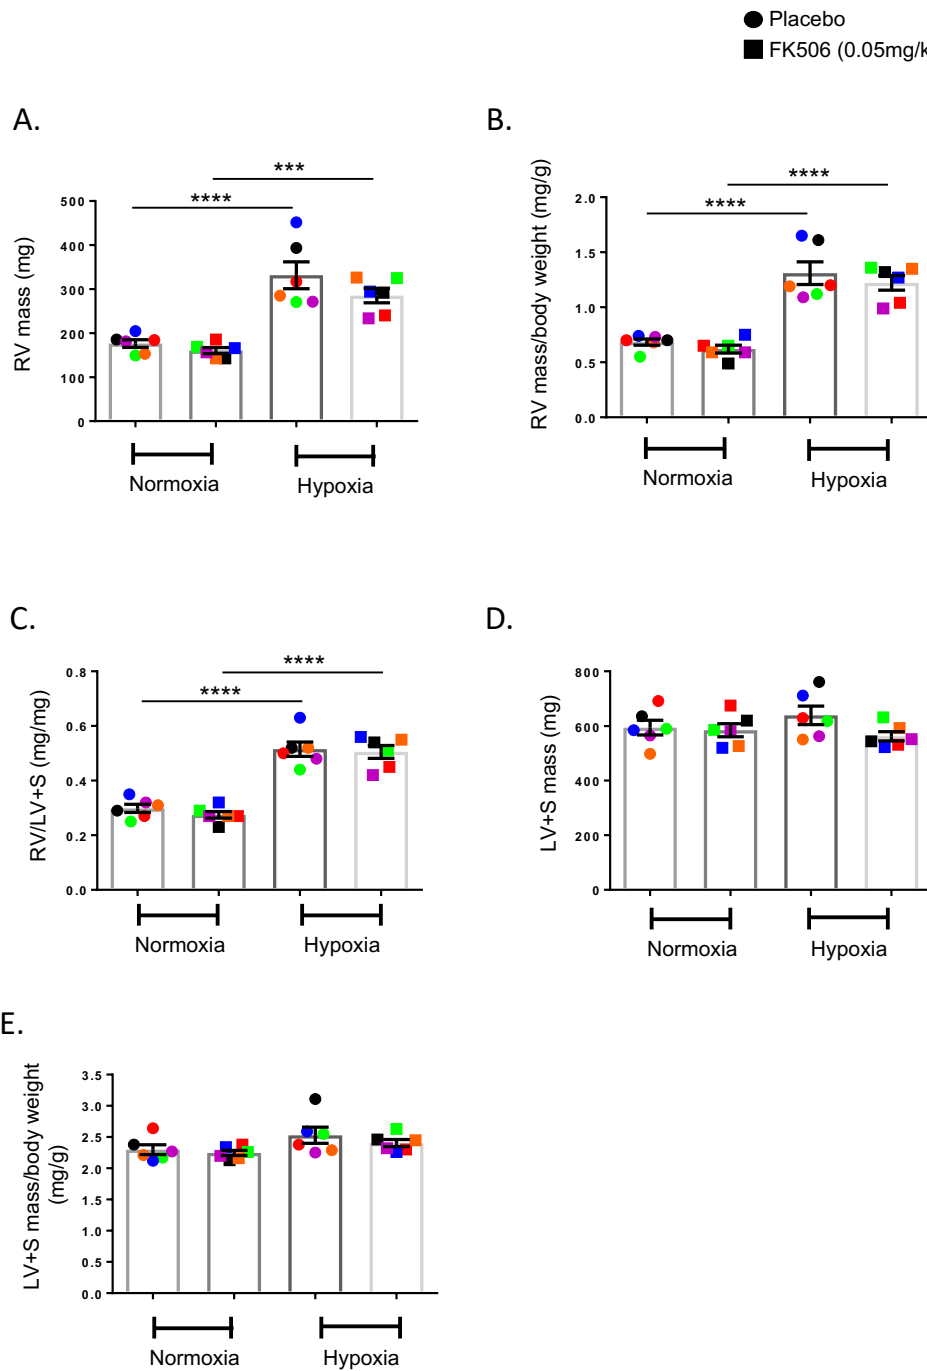 Placebo
FK506 (0.05mg/k
A.
B.
***
****
RV mass (mg)
500
400
300
200
100
0
Normoxia
Hypoxia
****
****
RV mass/body weight (mg/g)
2.0
1.5
1.0
0.5
0.0
Normoxia
Hypoxia
C.
D.
****
****
RV/LV+S (mg/mg)
0.8
0.6
0.4
0.2
0.0
Normoxia
Hypoxia
LV+S mass (mg)
800
600
400
200
0
Normoxia
Hypoxia
E.
LV+S mass/body weight
(mg/g)
3.5
3.0
2.5
2.0
1.5
1.0
0.5
0.0
Normoxia
Hypoxia